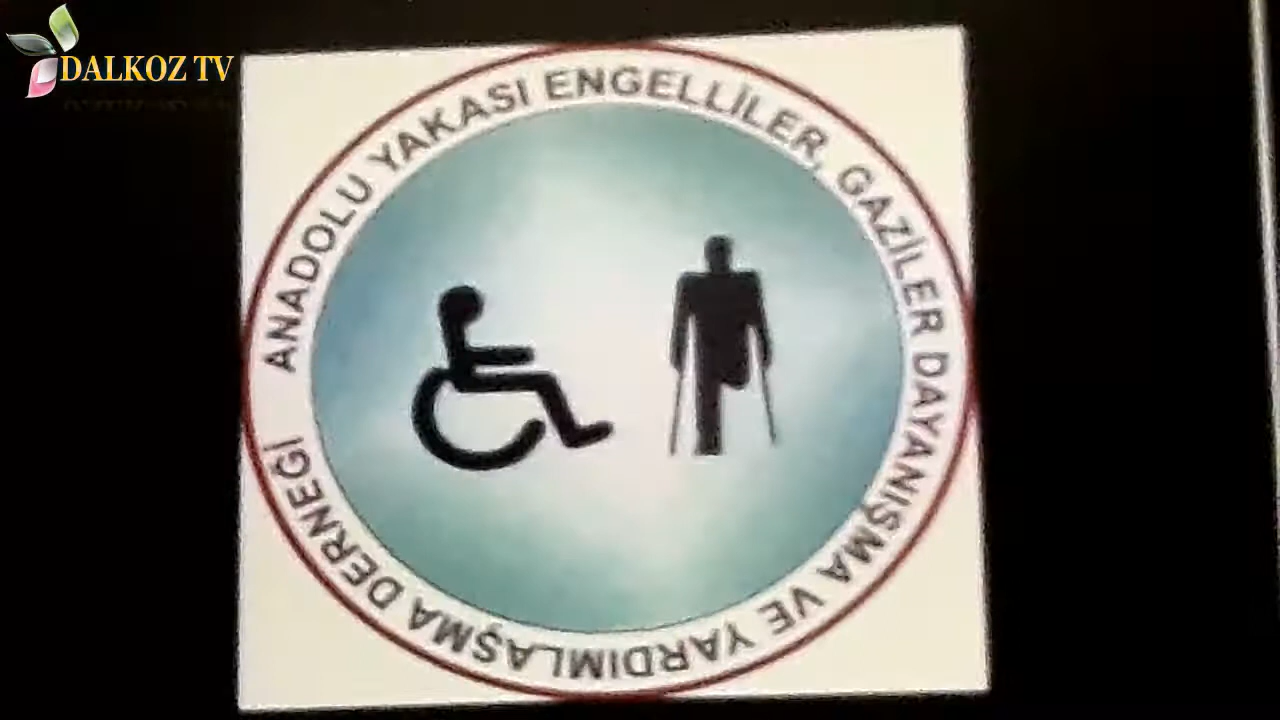 DALKOZ TV
ANADOLU YAKASI ENGELLİLER, GAZİLER DAYANIŞMA VE YARDIMLAŞMA DERNEĞİ